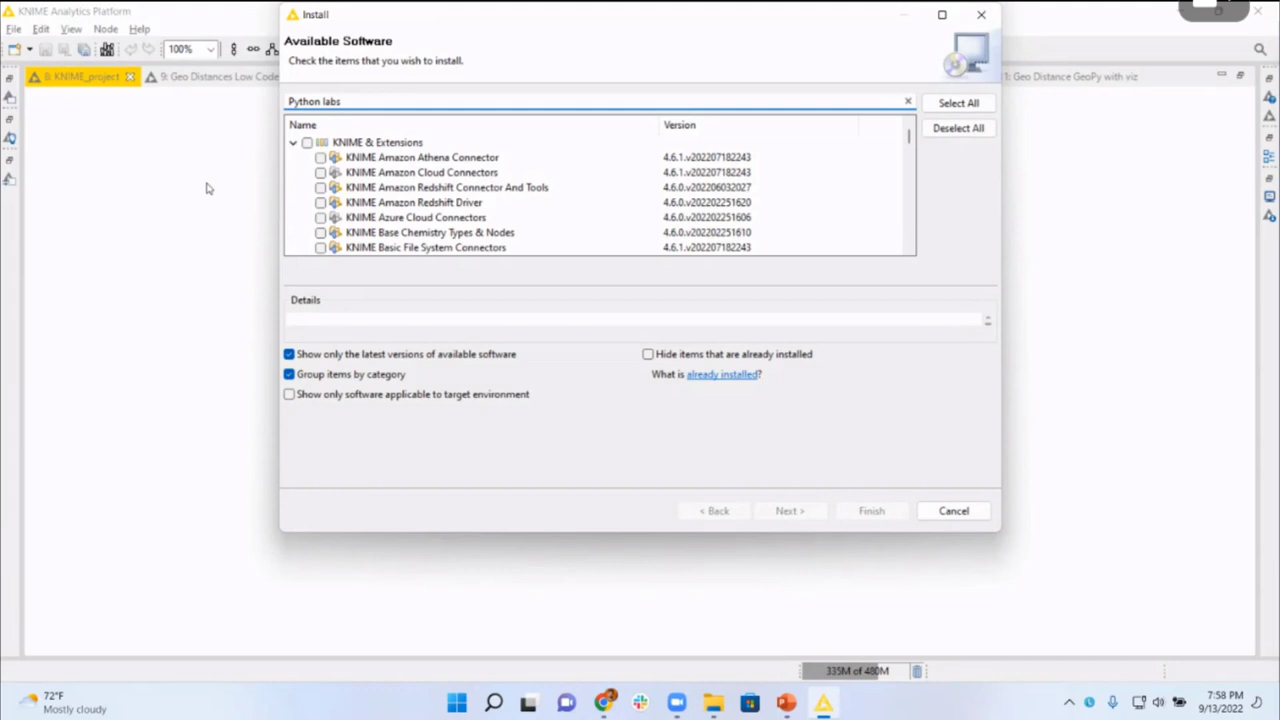 KNIME Analytics Platform
File Edit View Node Help
100%
8: KNIME_project
9: Geo Distances Low Code
1: Geo Distance GeoPy with viz
Install
Available Software
Check the items that you wish to install.
Python labs
Select All
Deselect All
Name Version
KNIME & Extensions
KNIME Amazon Athena Connector 4.6.1.v202207182243
KNIME Amazon Cloud Connectors 4.6.1.v202207182243
KNIME Amazon Redshift Connector And Tools 4.6.0.v202206032027
KNIME Amazon Redshift Driver 4.6.0.v202202251620
KNIME Azure Cloud Connectors 4.6.0.v202202251606
KNIME Base Chemistry Types & Nodes 4.6.0.v202202251610
KNIME Basic File System Connectors 4.6.1.v202207182243
Details
Show only the latest versions of available software
Hide items that are already installed
Group items by category
What is already installed?
Show only software applicable to target environment
< Back Next > Finish Cancel
335M of 480M
72°F
Mostly cloudy
7:58 PM
9/13/2022